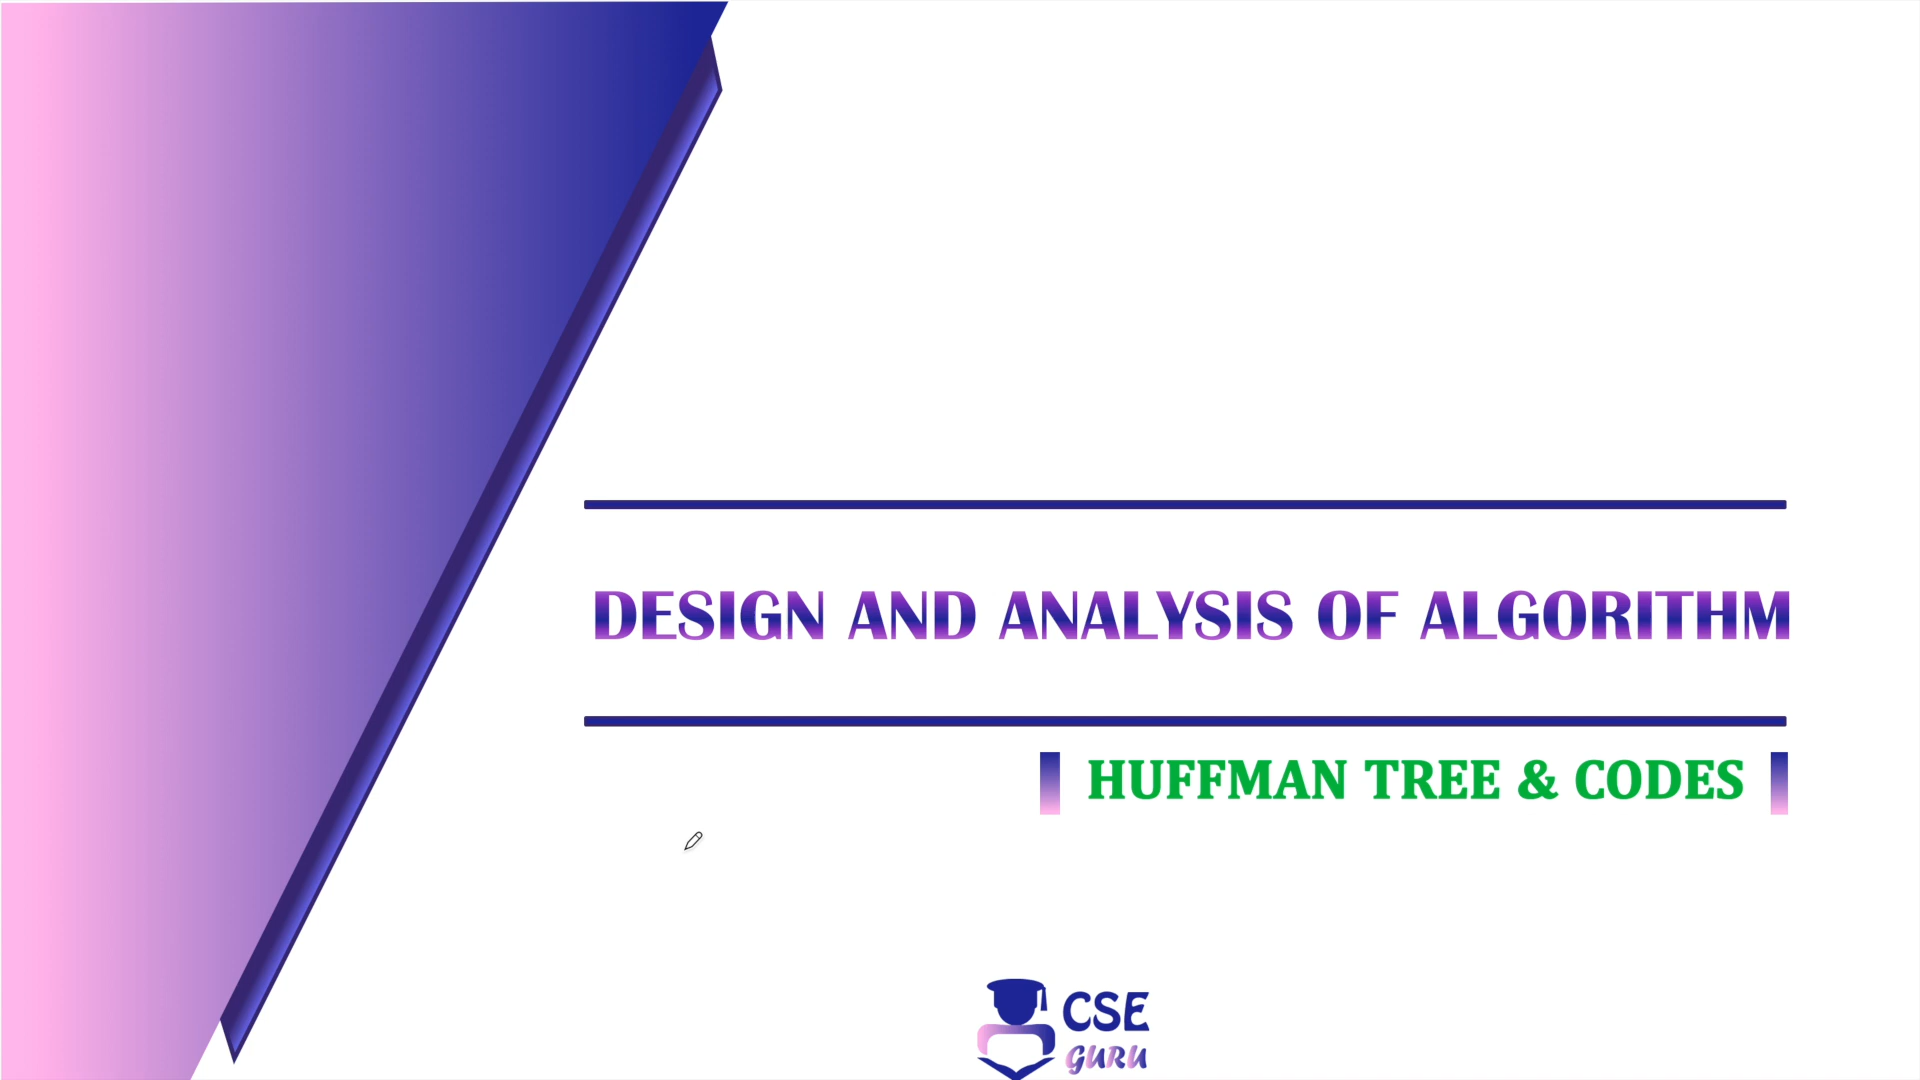 DESIGN AND ANALYSIS OF ALGORITHM
HUFFMAN TREE & CODES
CSE
GURU